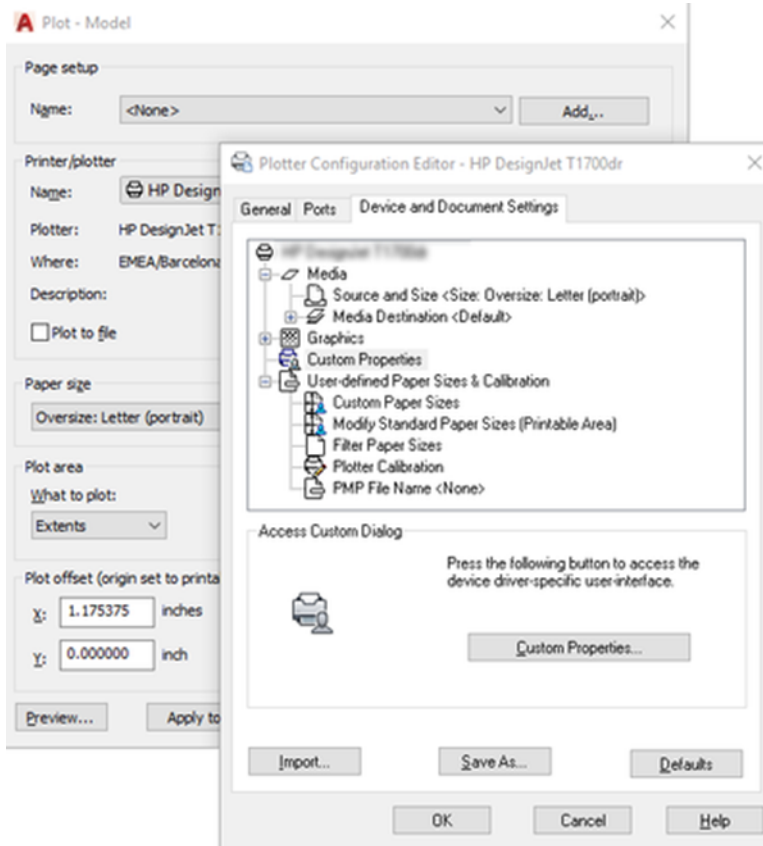 Plot - Model
Page setup
Name:
<None>
Add...
Printer/plotter
Name:
HP Design
Plotter:
HP DesignJet T1
Where:
EMEA/Barcelona
Description:
Plot to file
Paper size
Oversize: Letter (portrait)
Plot area
What to plot:
Extents
Plot offset (origin set to printa
X: 1.175375 inches
Y: 0.000000 inch
Preview...
Apply to
Plotter Configuration Editor - HP DesignJet T1700dr
General Ports Device and Document Settings
Media
Source and Size <Size: Oversize: Letter (portrait)>
Media Destination <Default>
Graphics
Custom Properties
User-defined Paper Sizes & Calibration
Custom Paper Sizes
Modify Standard Paper Sizes (Printable Area)
Filter Paper Sizes
Plotter Calibration
PMP File Name <None>
Access Custom Dialog
Press the following button to access the
device driver-specific user-interface.
Custom Properties...
Import... Save As... Defaults
OK Cancel Help